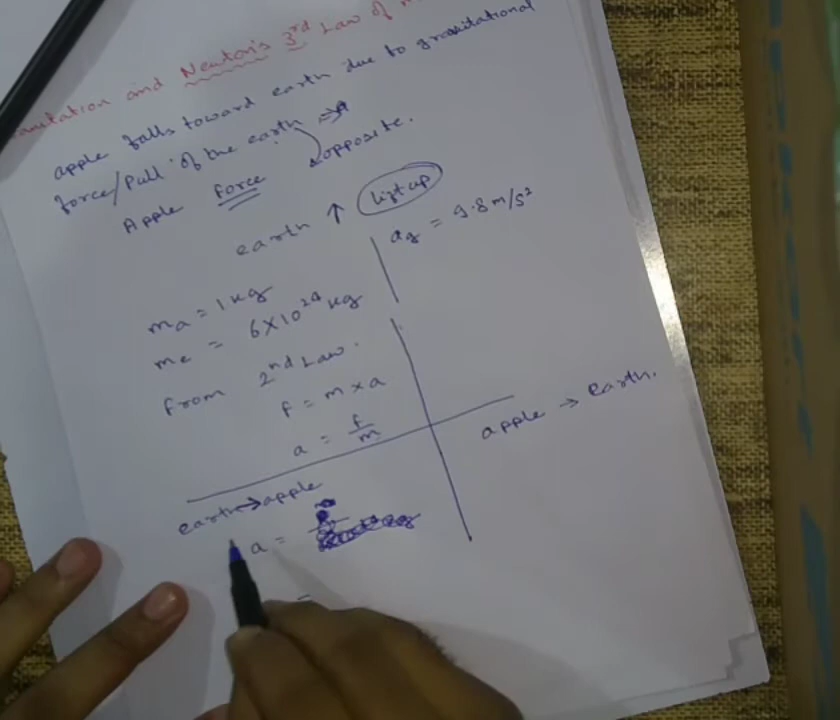 and Newton's 3rd Law of
apple falls toward earth due to gravitational
force/Pull of the earth →
Apple force opposite.
earth ↑ lift up
ag = 9.8 m/s²
ma = 1 kg
me = 6×10²⁴ kg
from 2nd Law.
f = m × a
a = f/m
earth→apple
a =
apple → earth.